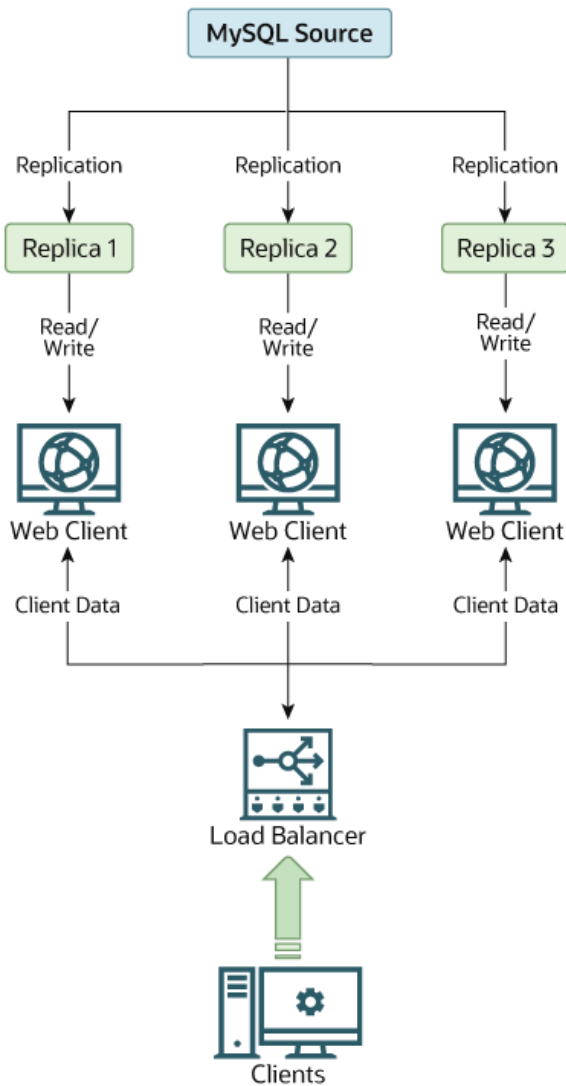 MySQL Source
Replication
Replication
Replication
Replica 1
Replica 2
Replica 3
Read/
Write
Read/
Write
Read/
Write
Web Client
Web Client
Web Client
Client Data
Client Data
Client Data
Load Balancer
Clients